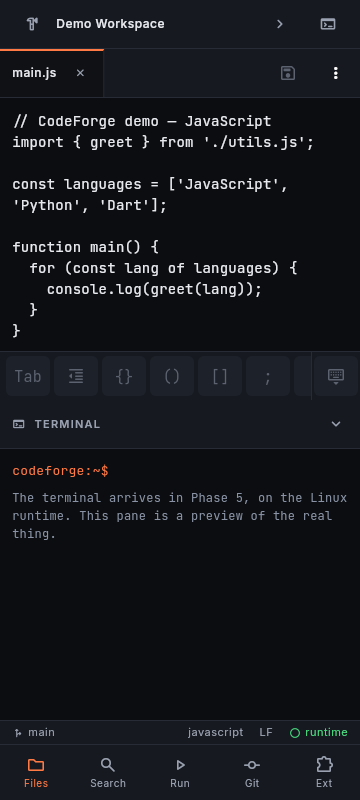 Demo Workspace
main.js
// CodeForge demo — JavaScript
import { greet } from './utils.js';
const languages = ['JavaScript',
'Python', 'Dart'];
function main() {
for (const lang of languages) {
console.log(greet(lang));
}
}
Tab {} () [] ;
TERMINAL
codeforge:~$
The terminal arrives in Phase 5, on the Linux
runtime. This pane is a preview of the real
thing.
main javascript LF runtime
Files Search Run Git Ext